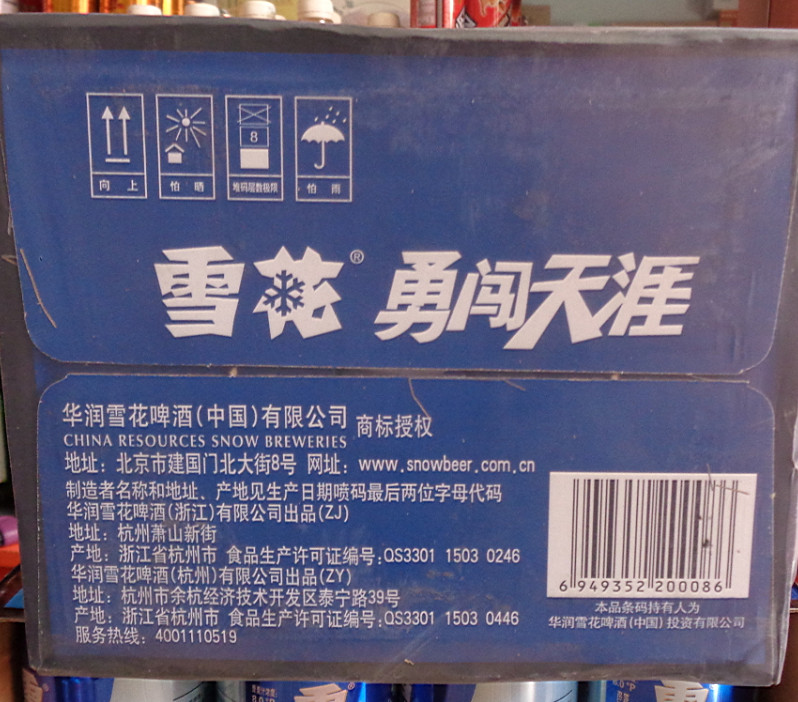 8
向上 怕晒 堆码层数极限 怕雨
雪花® 勇闯天涯
华润雪花啤酒(中国)有限公司 商标授权
CHINA RESOURCES SNOW BREWERIES
地址：北京市建国门北大街8号 网址：www.snowbeer.com.cn
制造者名称和地址、产地见生产日期喷码最后两位字母代码
华润雪花啤酒(浙江)有限公司出品(ZJ)
地址：杭州萧山新街
产地：浙江省杭州市 食品生产许可证编号:QS3301 1503 0246
华润雪花啤酒(杭州)有限公司出品(ZY)
地址：杭州市余杭经济技术开发区泰宁路39号
产地：浙江省杭州市 食品生产许可证编号:QS3301 1503 0446
服务热线：4001110519
6 949352 200086
本品条码持有人为
华润雪花啤酒(中国)投资有限公司